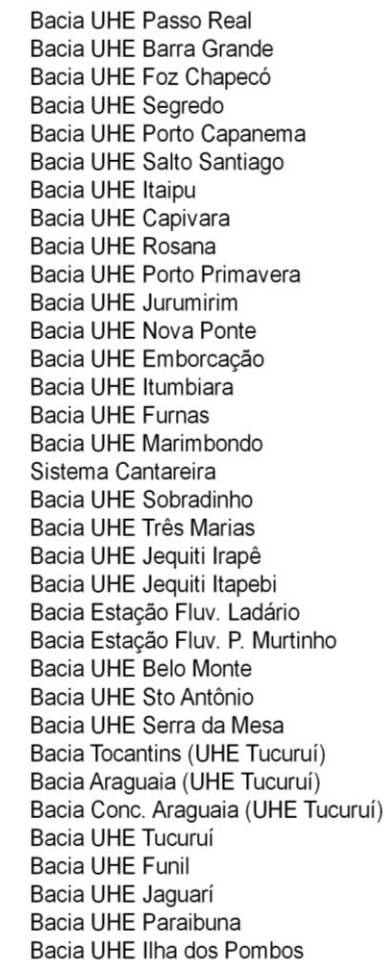 Bacia UHE Passo Real
Bacia UHE Barra Grande
Bacia UHE Foz Chapecó
Bacia UHE Segredo
Bacia UHE Porto Capanema
Bacia UHE Salto Santiago
Bacia UHE Itaipu
Bacia UHE Capivara
Bacia UHE Rosana
Bacia UHE Porto Primavera
Bacia UHE Jurumirim
Bacia UHE Nova Ponte
Bacia UHE Emborcação
Bacia UHE Itumbiara
Bacia UHE Furnas
Bacia UHE Marimbondo
Sistema Cantareira
Bacia UHE Sobradinho
Bacia UHE Três Marias
Bacia UHE Jequiti Irapê
Bacia UHE Jequiti Itapebi
Bacia Estação Fluv. Ladário
Bacia Estação Fluv. P. Murtinho
Bacia UHE Belo Monte
Bacia UHE Sto Antônio
Bacia UHE Serra da Mesa
Bacia Tocantins (UHE Tucuruí)
Bacia Araguaia (UHE Tucuruí)
Bacia Conc. Araguaia (UHE Tucuruí)
Bacia UHE Tucuruí
Bacia UHE Funil
Bacia UHE Jaguarí
Bacia UHE Paraibuna
Bacia UHE Ilha dos Pombos